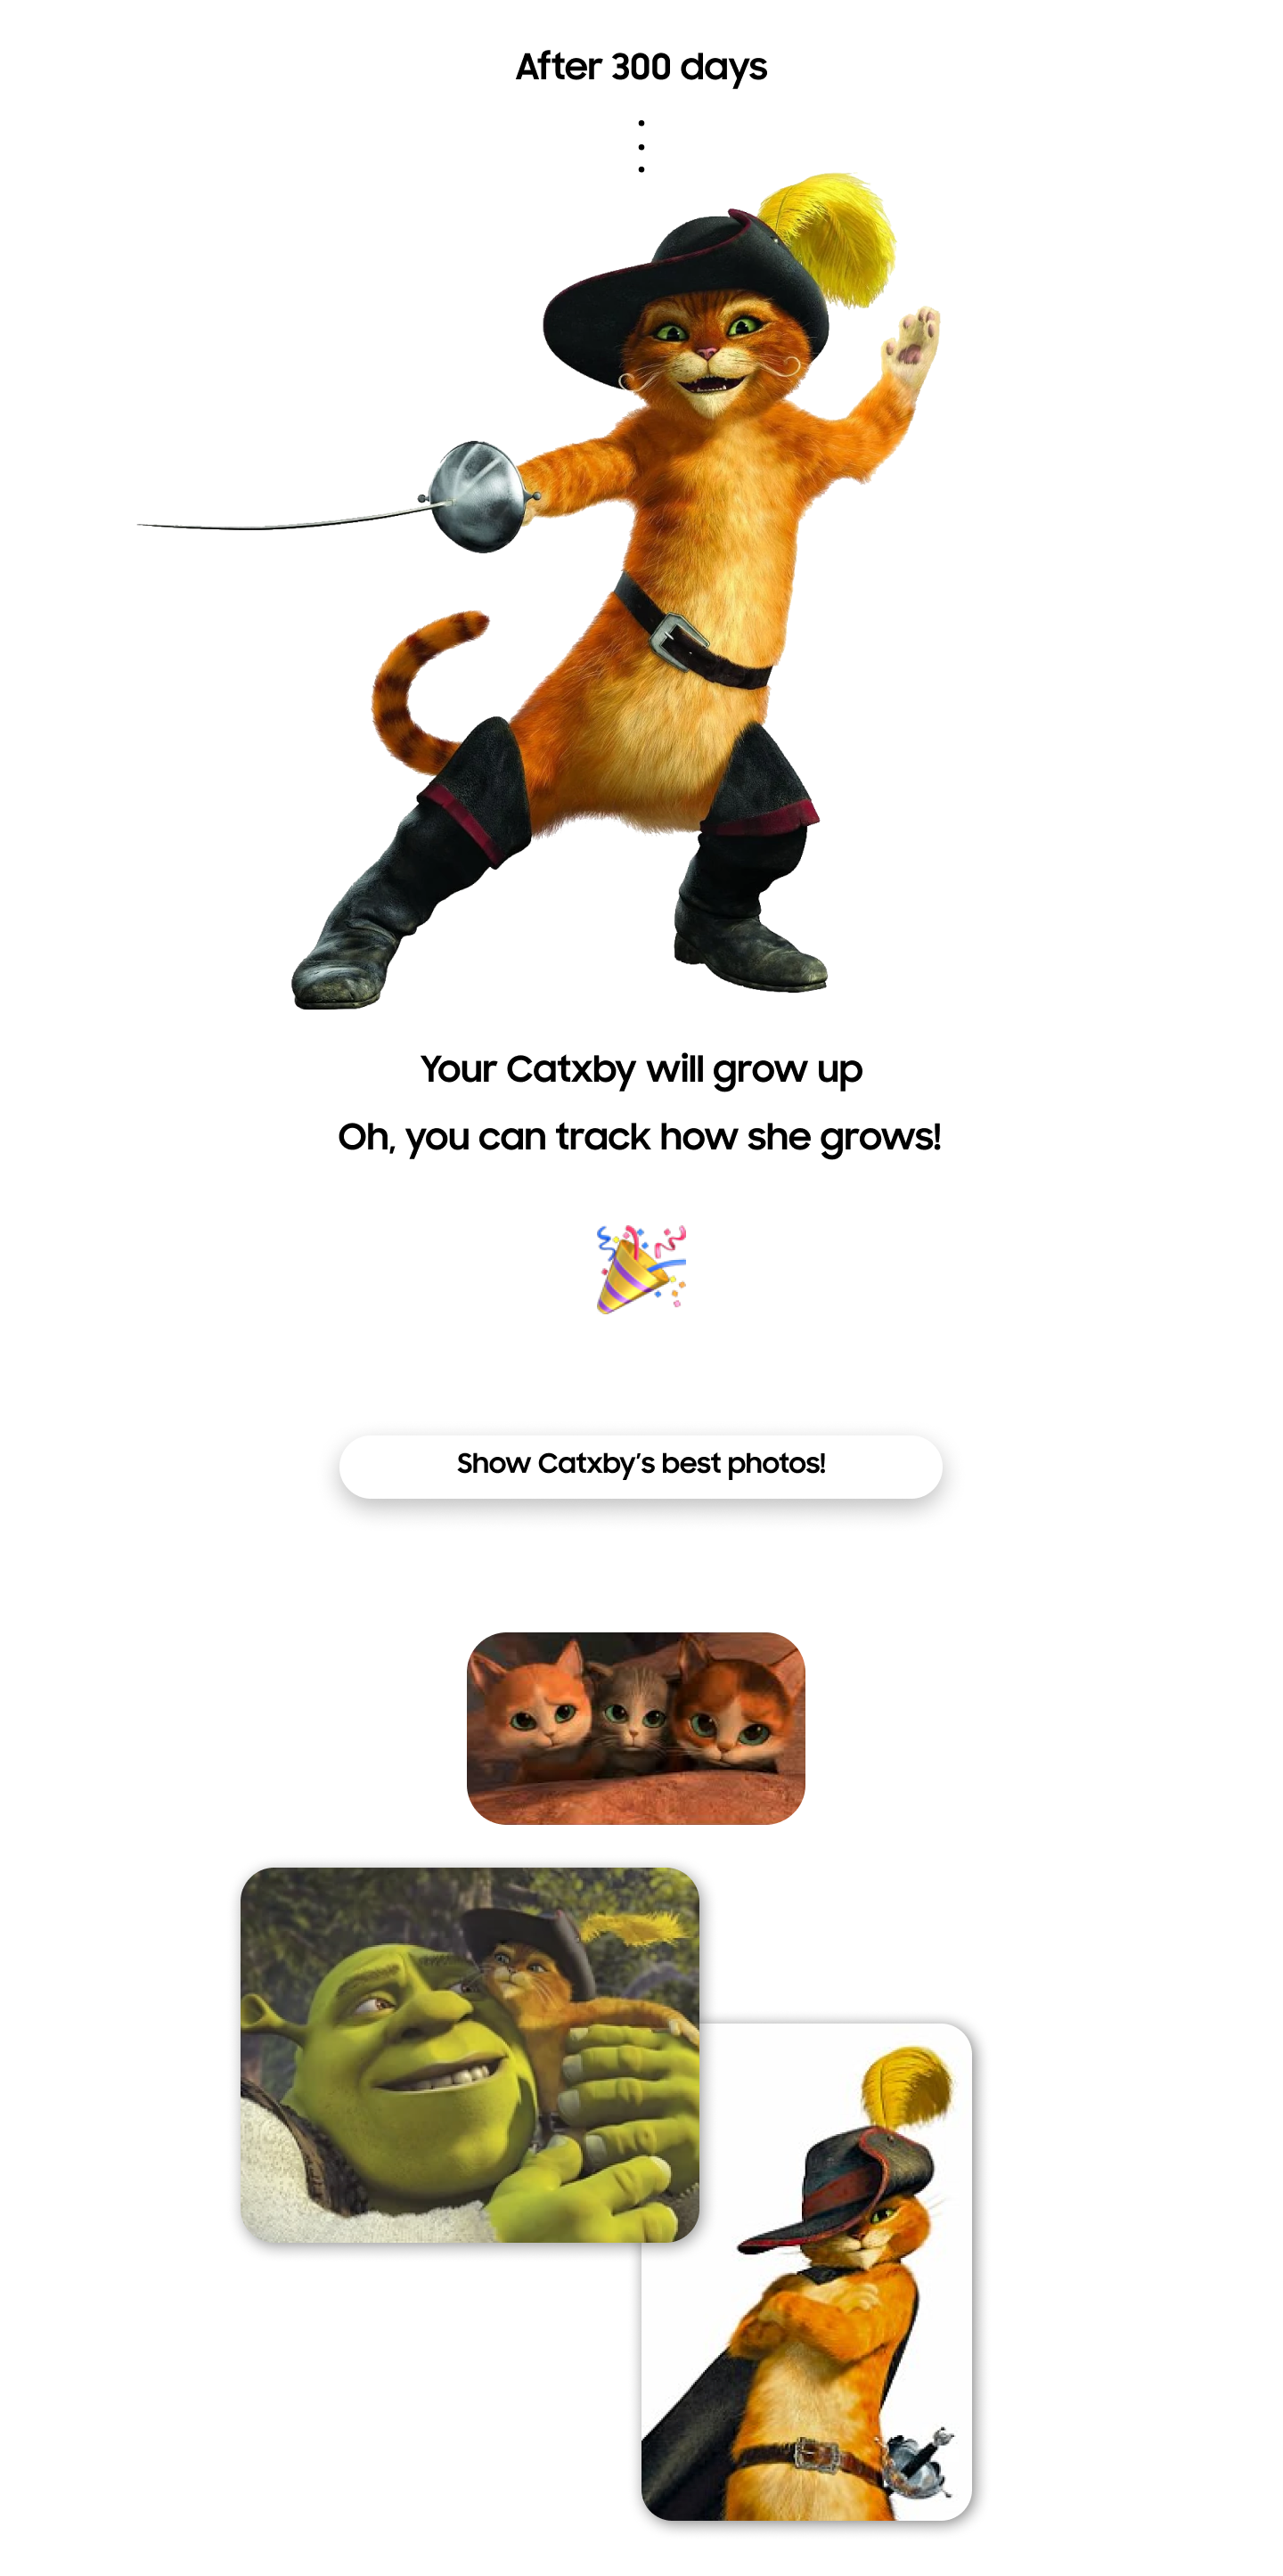 After 300 days
Your Catxby will grow up
Oh, you can track how she grows!
Show Catxby’s best photos!